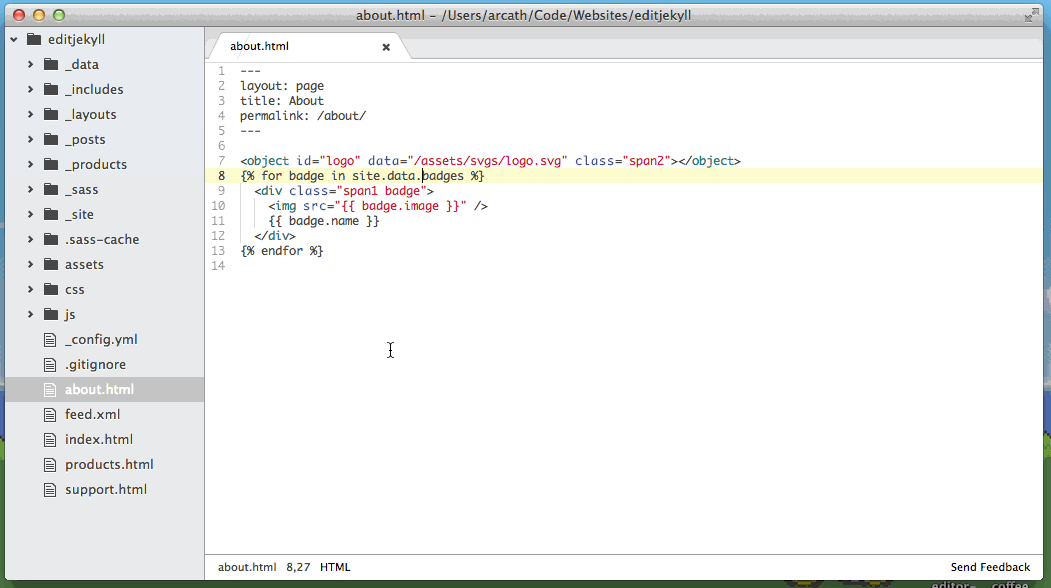 about.html - /Users/arcath/Code/Websites/editjekyll
editjekyll
_data
_includes
_layouts
_posts
_products
_sass
_site
.sass-cache
assets
css
js
_config.yml
.gitignore
about.html
feed.xml
index.html
products.html
support.html
about.html
1 ---
2 layout: page
3 title: About
4 permalink: /about/
5 ---
6
7 <object id="logo" data="/assets/svgs/logo.svg" class="span2"></object>
8 {% for badge in site.data.badges %}
9   <div class="span1 badge">
10     <img src="{{ badge.image }}" />
11     {{ badge.name }}
12   </div>
13 {% endfor %}
14
about.html 8,27 HTML
Send Feedback
editor- coffee